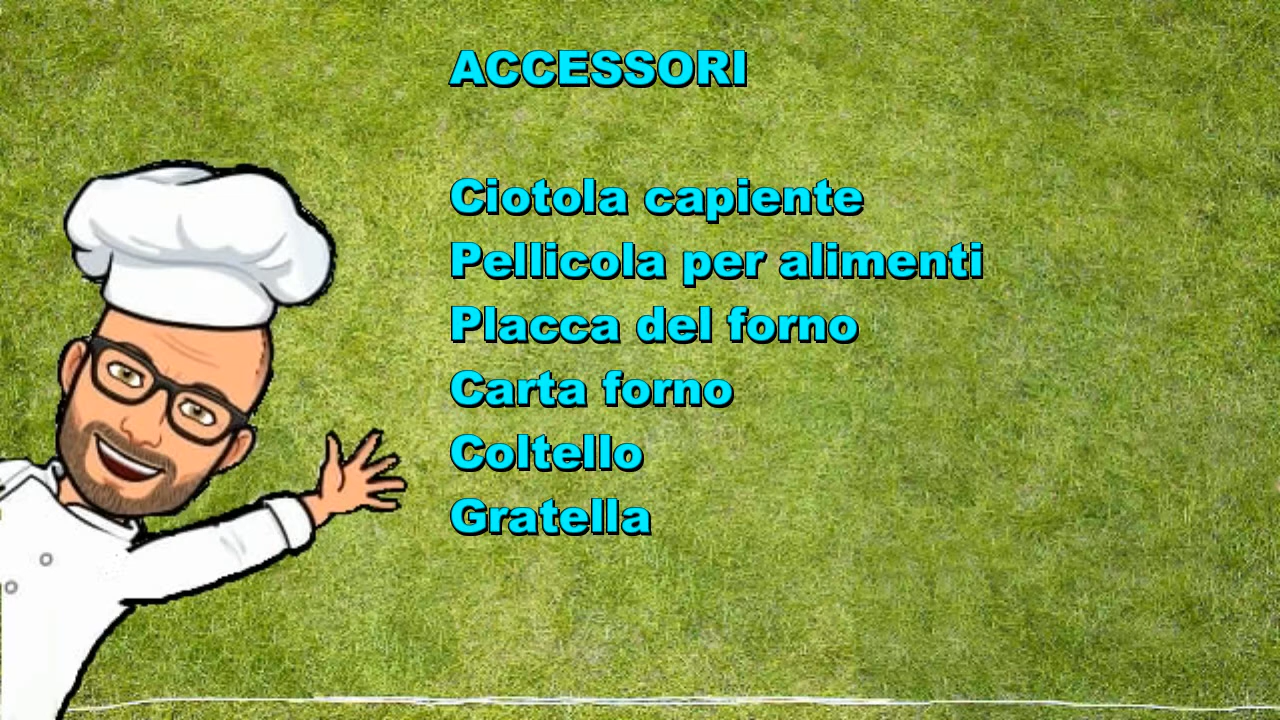 ACCESSORI
Ciotola capiente
Pellicola per alimenti
Placca del forno
Carta forno
Coltello
Gratella